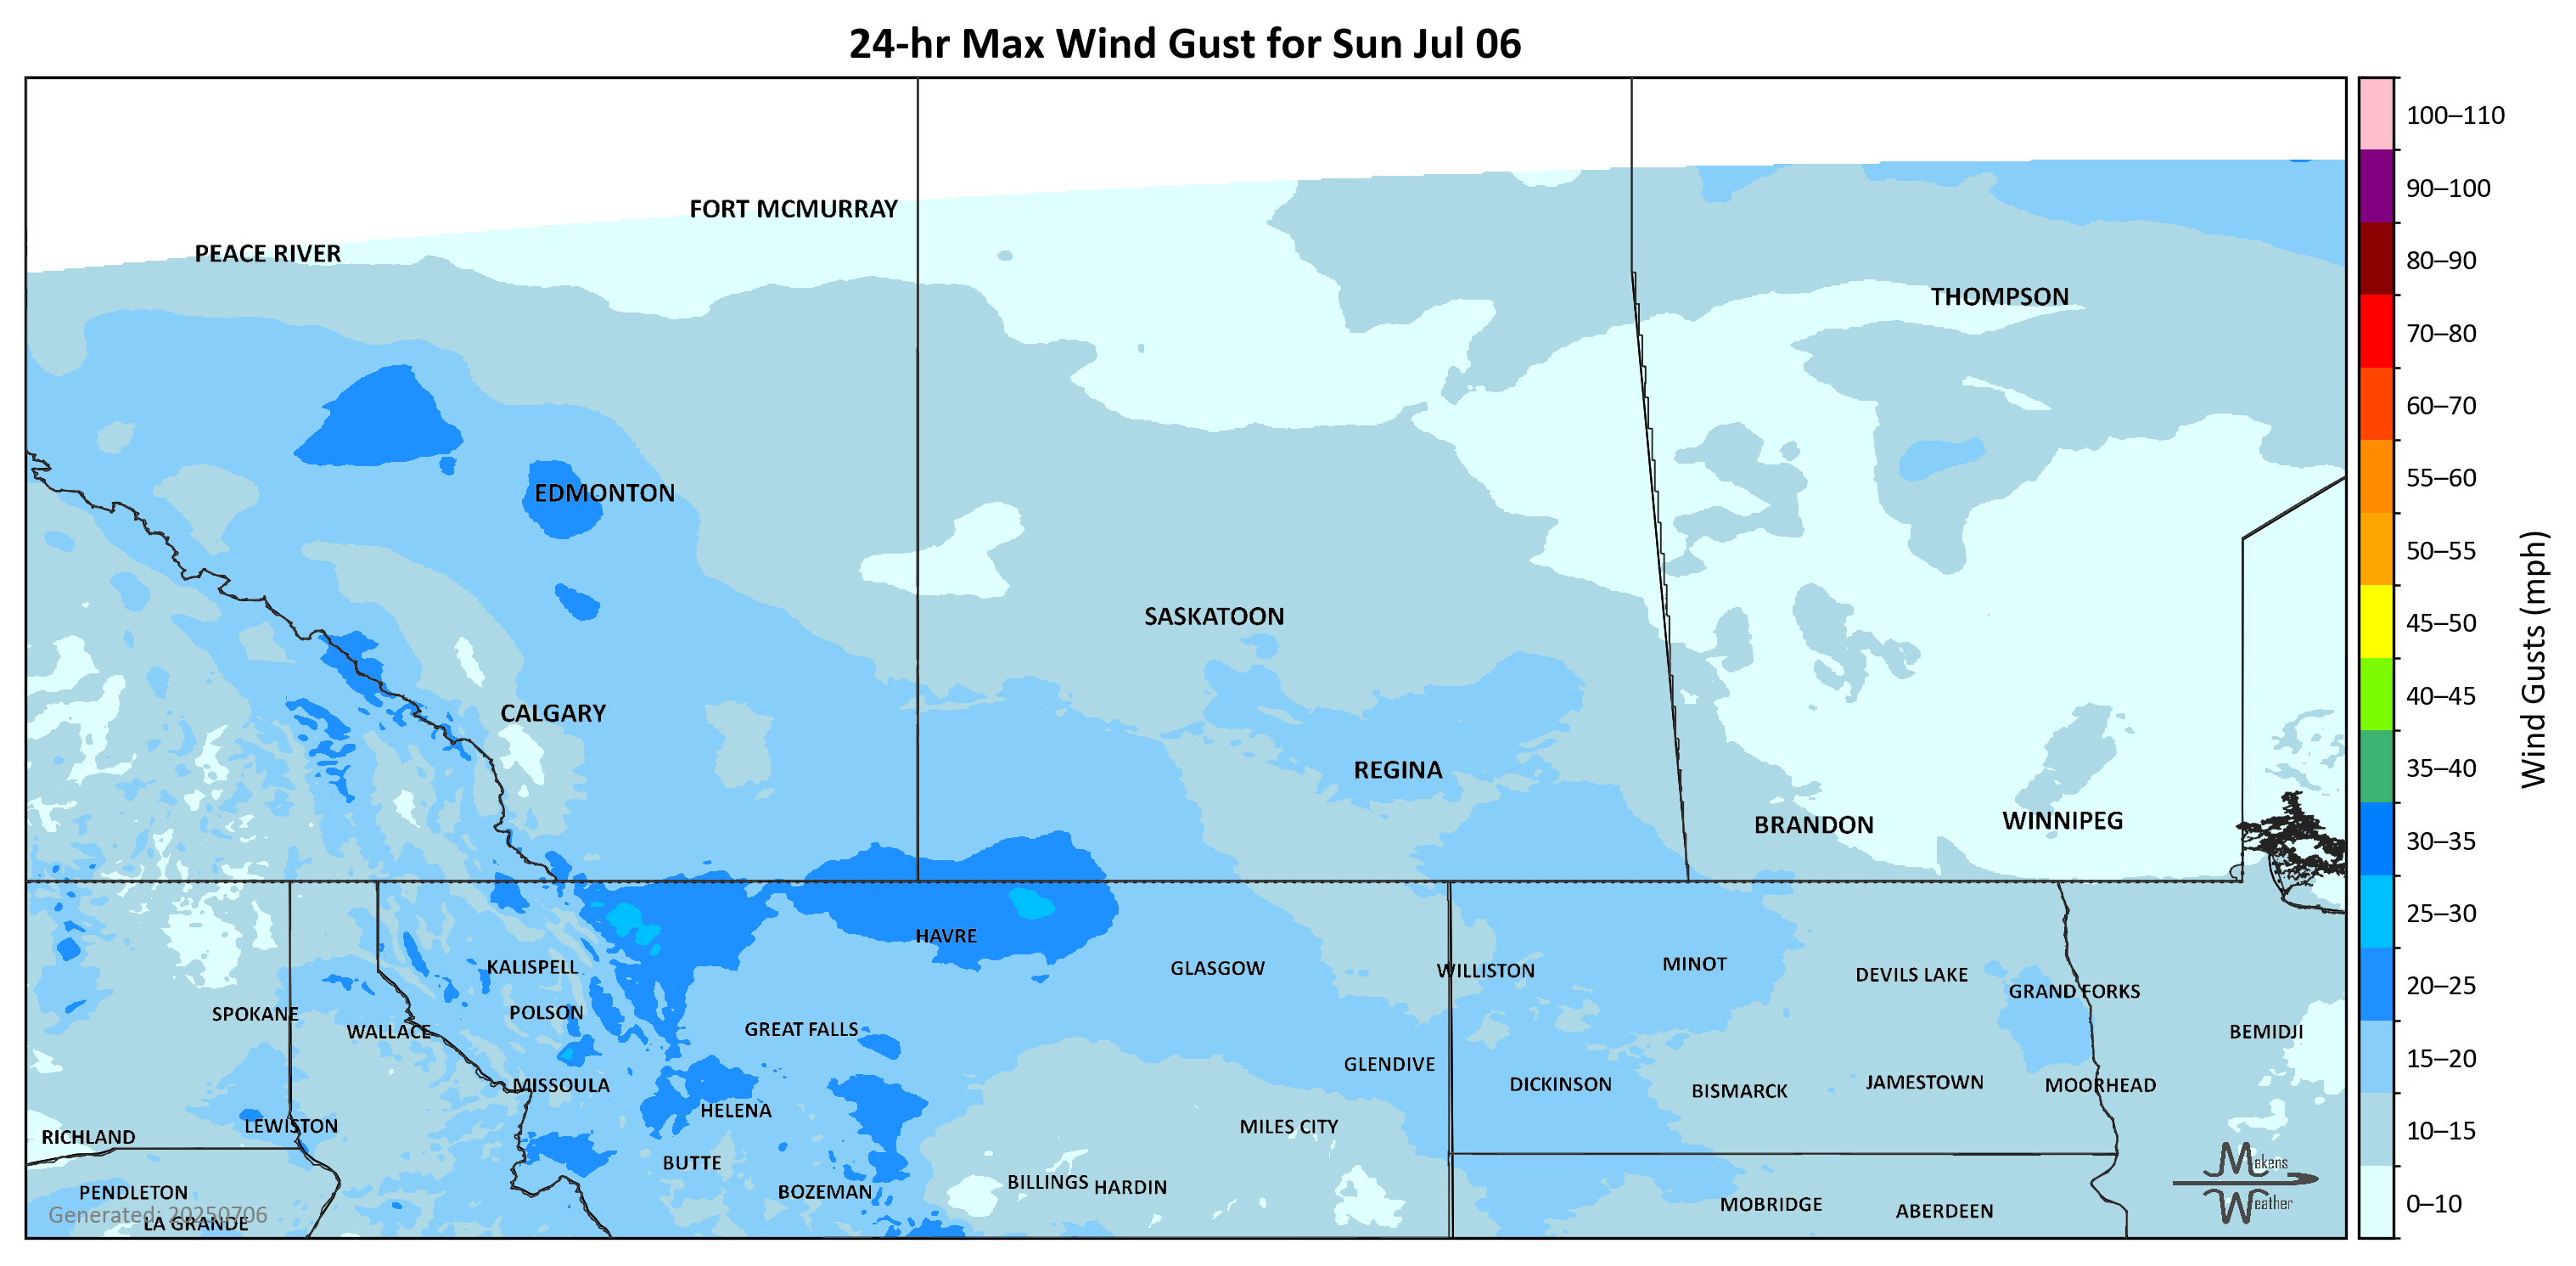 24-hr Max Wind Gust for Sun Jul 06
100–110
90–100
FORT MCMURRAY
PEACE RIVER
80–90
THOMPSON
70–80
60–70
55–60
EDMONTON
50–55
SASKATOON
45–50
Wind Gusts (mph)
40–45
CALGARY
REGINA
35–40
BRANDON
WINNIPEG
30–35
25–30
HAVRE
KALISPELL
GLASGOW
WILLISTON
MINOT
DEVILS LAKE
20–25
GRAND FORKS
SPOKANE
POLSON
WALLACE
GREAT FALLS
BEMIDJI
15–20
GLENDIVE
MISSOULA
DICKINSON
BISMARCK
JAMESTOWN
MOORHEAD
HELENA
LEWISTON
MILES CITY
10–15
RICHLAND
BUTTE
Makens
Weather
PENDLETON
BOZEMAN
BILLINGS
HARDIN
MOBRIDGE
ABERDEEN
0–10
Generated: 20250706
LA GRANDE